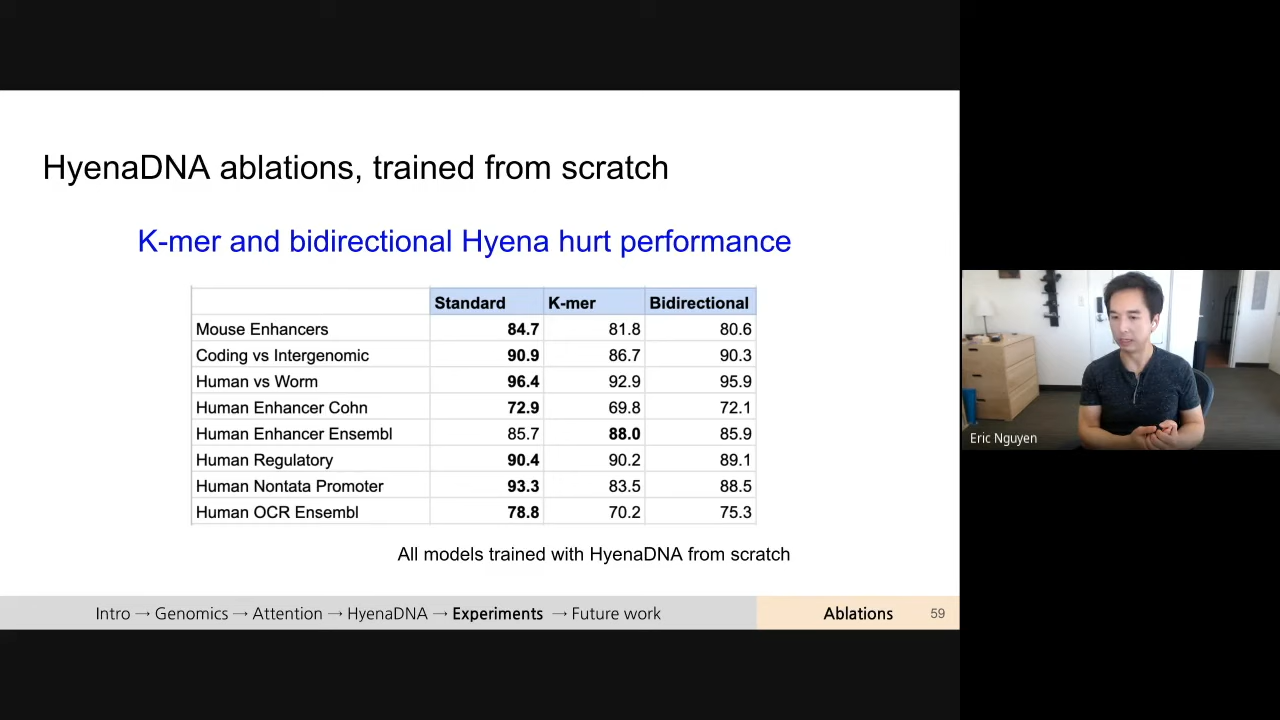 HyenaDNA ablations, trained from scratch
K-mer and bidirectional Hyena hurt performance
Standard K-mer Bidirectional
Mouse Enhancers 84.7 81.8 80.6
Coding vs Intergenomic 90.9 86.7 90.3
Human vs Worm 96.4 92.9 95.9
Human Enhancer Cohn 72.9 69.8 72.1
Human Enhancer Ensembl 85.7 88.0 85.9
Human Regulatory 90.4 90.2 89.1
Human Nontata Promoter 93.3 83.5 88.5
Human OCR Ensembl 78.8 70.2 75.3
All models trained with HyenaDNA from scratch
Intro → Genomics → Attention → HyenaDNA → Experiments → Future work
Ablations 59
Eric Nguyen